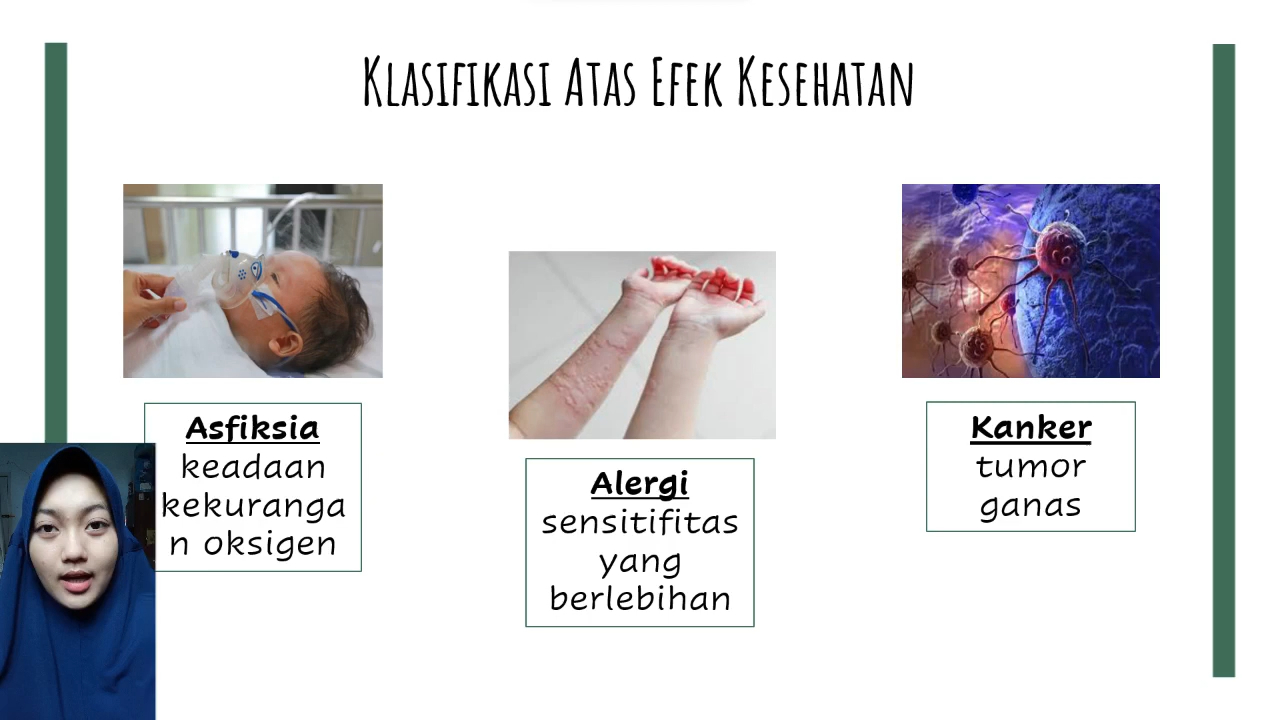 Klasifikasi Atas Efek Kesehatan
Asfiksia
keadaan
kekuranga
n oksigen
Alergi
sensitifitas
yang
berlebihan
Kanker
tumor
ganas